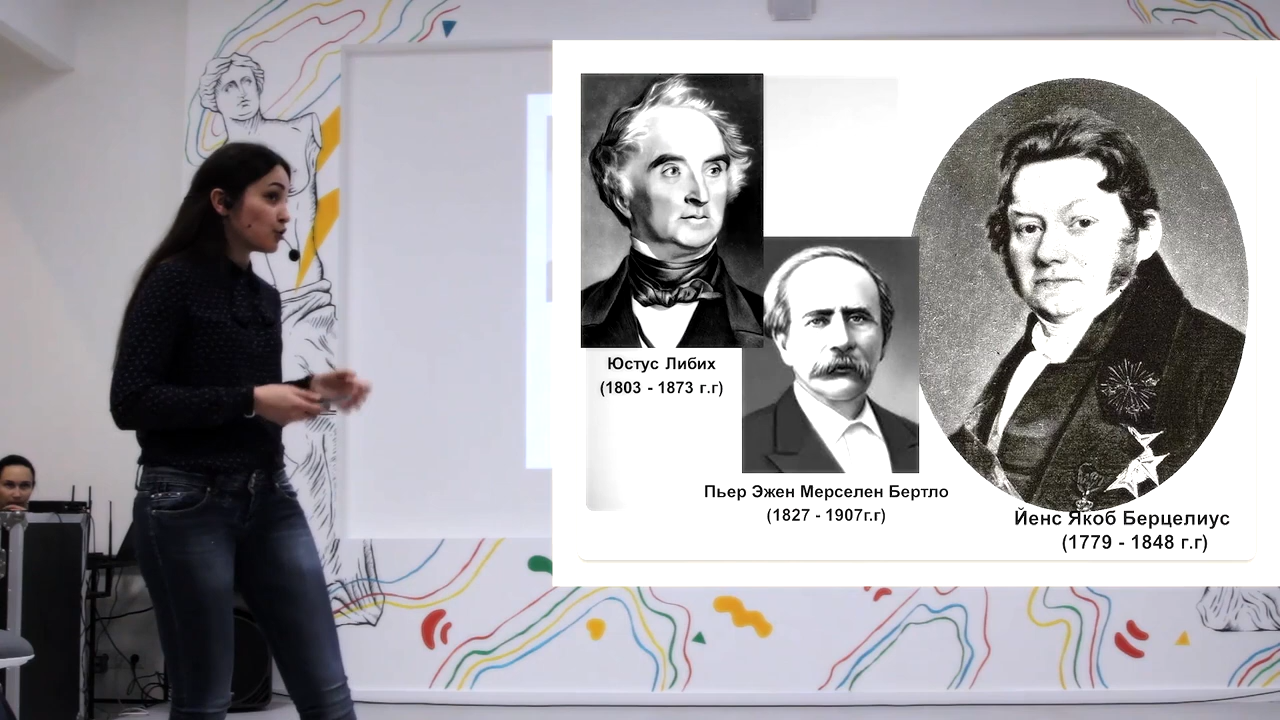 Юстус Либих
(1803 - 1873 г.г)
Пьер Эжен Мерселен Бертло
(1827 - 1907г.г)
Йенс Якоб Берцелиус
(1779 - 1848 г.г)